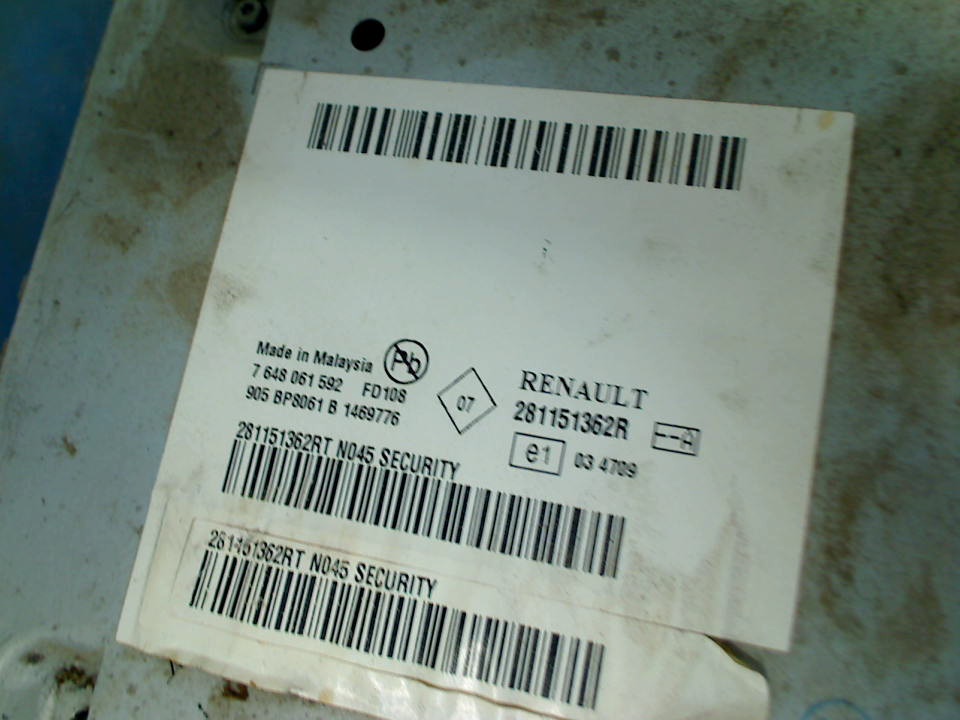 Made in Malaysia
Pb
7 648 061 592 FD108
905 BP8061 B 1469776
07
RENAULT
281151362R
--A
e1 03 4709
281151362RT N045 SECURITY
281151362RT N045 SECURITY